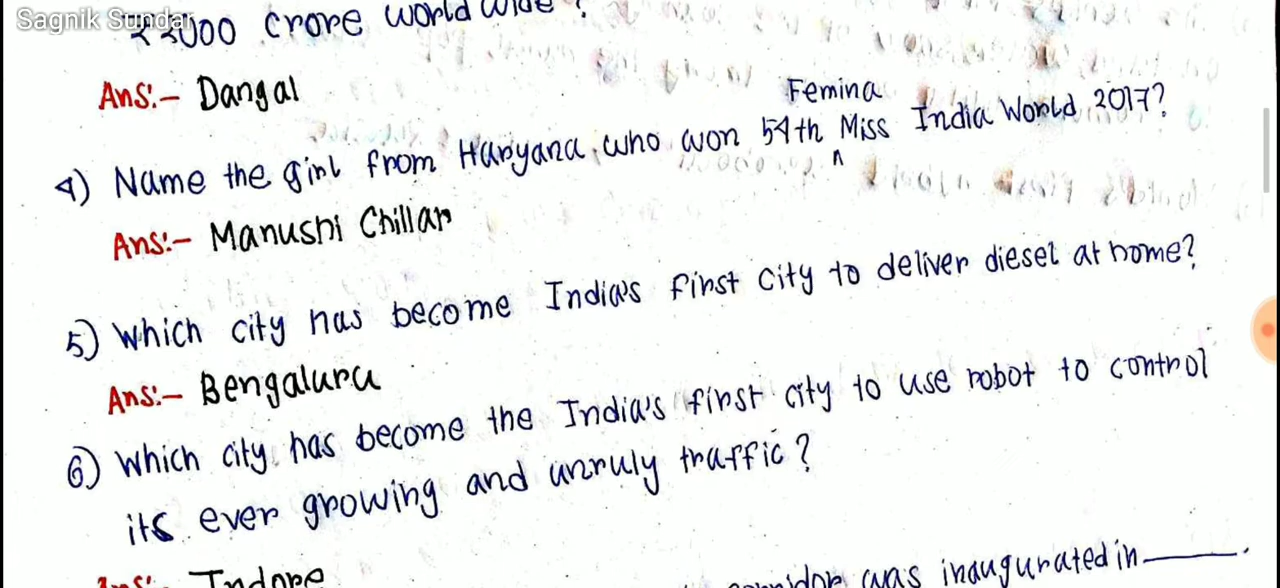 Sagnik Sundar
₹2000 crore world wide ?
Ans:- Dangal
Femina
4) Name the girl from Haryana, who won 54th ^ Miss India World 2017?
Ans:- Manushi Chillar
5) Which city has become India's first city to deliver diesel at home?
Ans:- Bengaluru
6) Which city has become the India's first city to use robot to control
its ever growing and unruly traffic?
Ans:- Indore
corridor was inaugurated in ______.